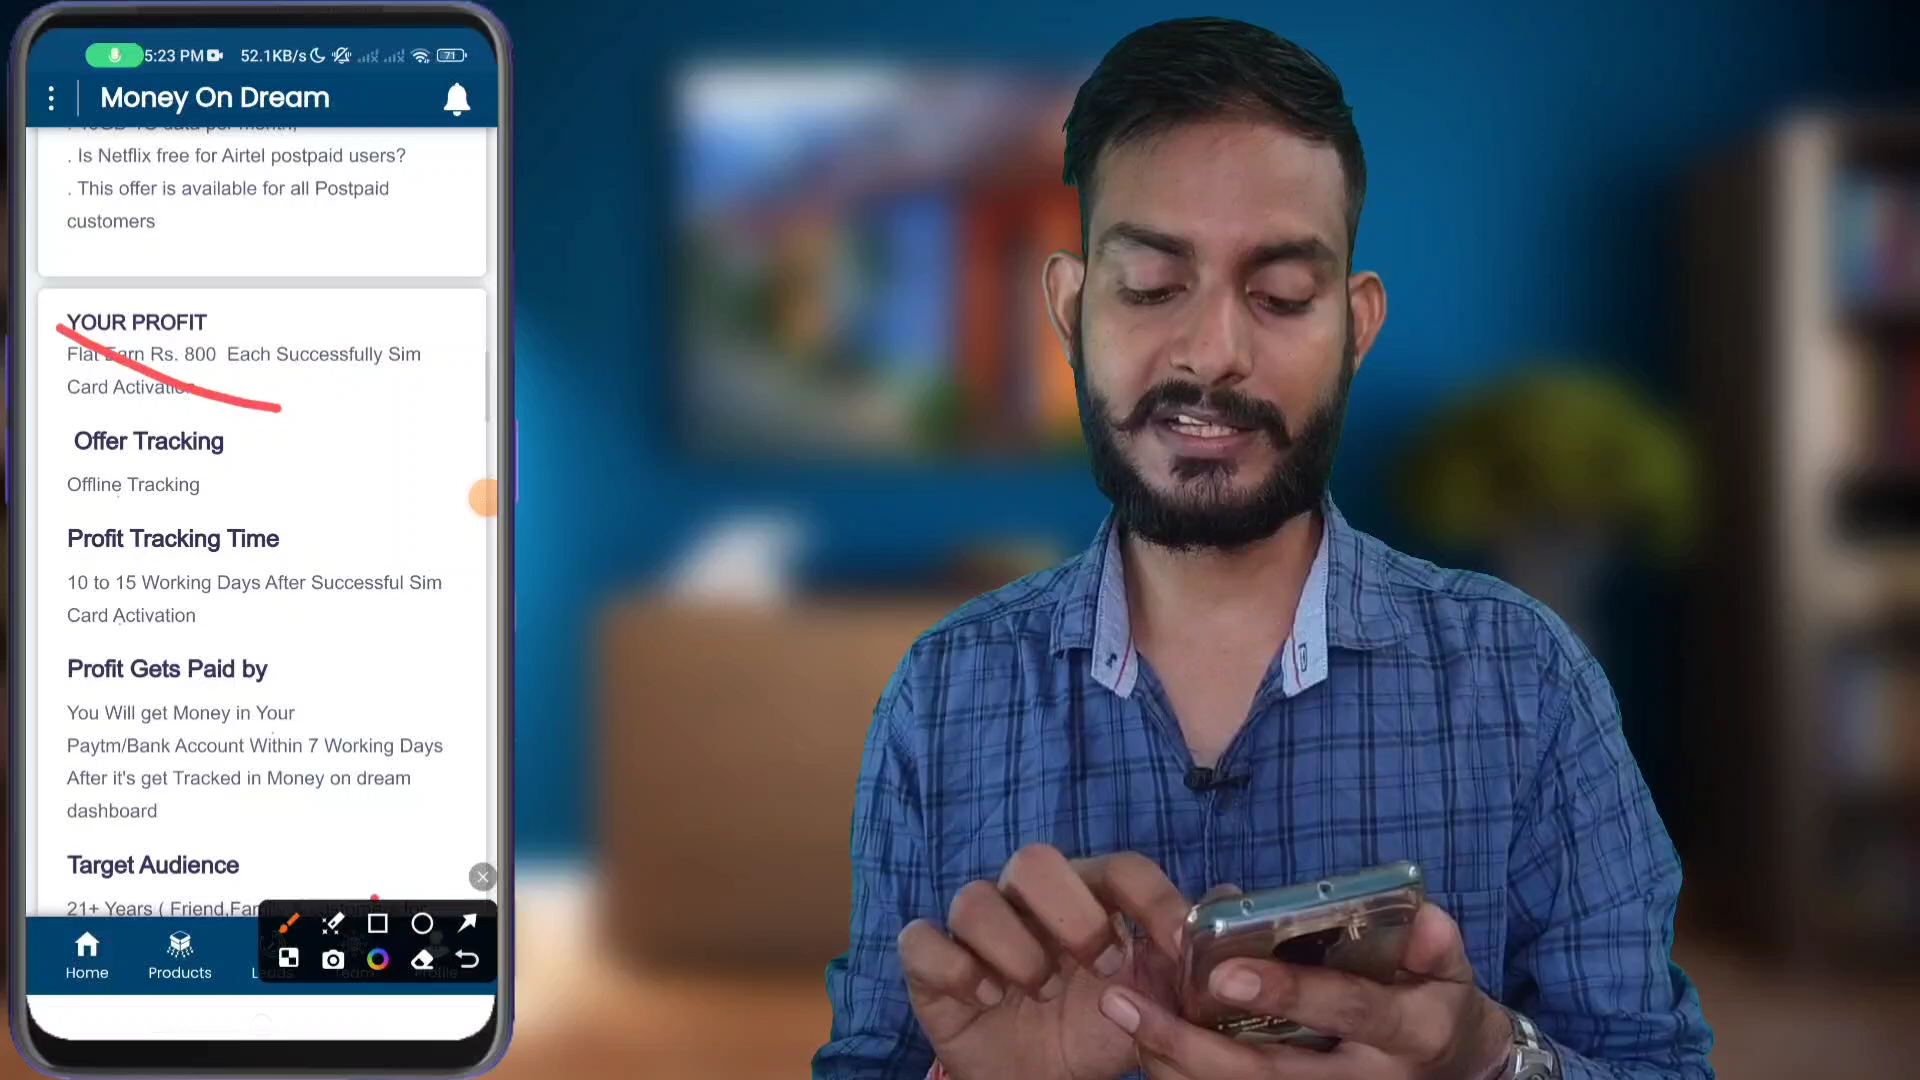 5:23 PM 52.1KB/s 71
Money On Dream
. Is Netflix free for Airtel postpaid users?
. This offer is available for all Postpaid
customers
YOUR PROFIT
Flat Earn Rs. 800 Each Successfully Sim
Card Activation
Offer Tracking
Offline Tracking
Profit Tracking Time
10 to 15 Working Days After Successful Sim
Card Activation
Profit Gets Paid by
You Will get Money in Your
Paytm/Bank Account Within 7 Working Days
After it's get Tracked in Money on dream
dashboard
Target Audience
21+ Years ( Friend,
Home Products